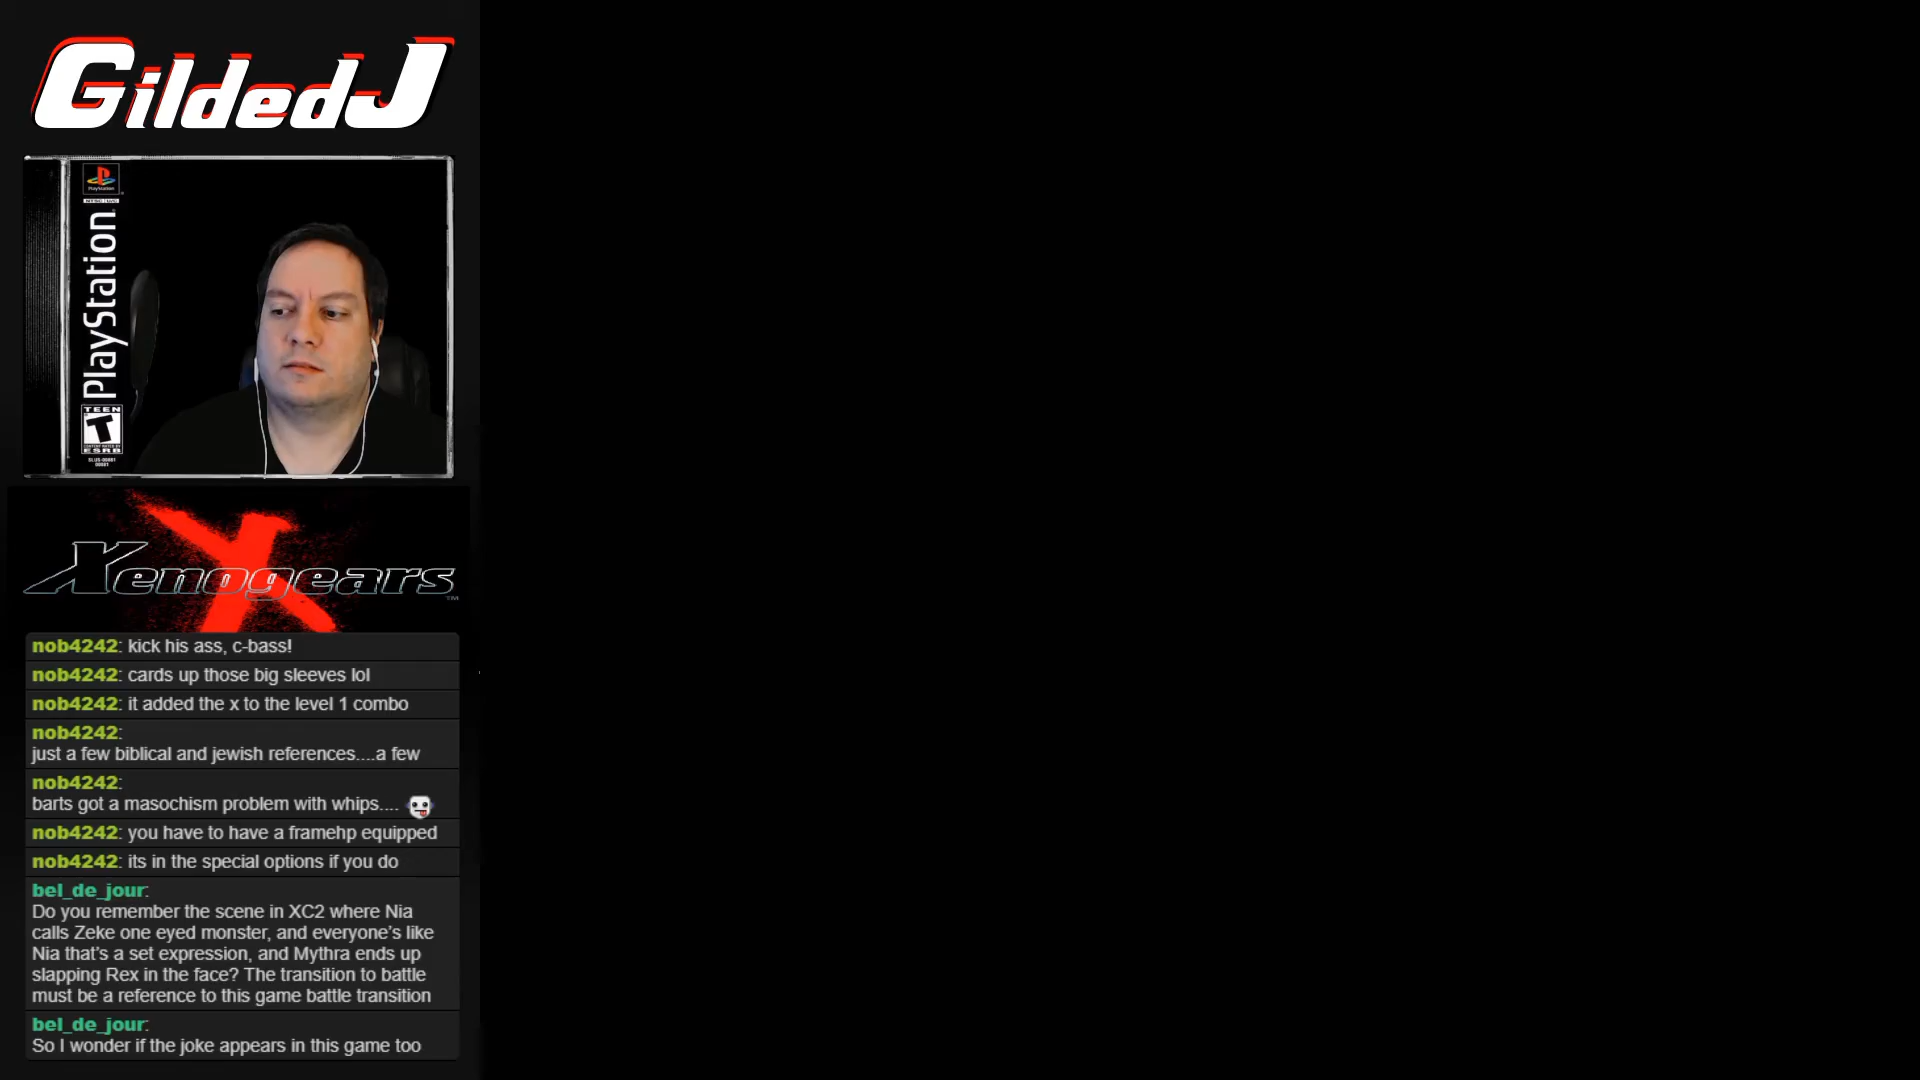 GildedJ
PlayStation
PlayStation
TEEN
T
ESRB
Xenogears
TM
nob4242: kick his ass, c-bass!
nob4242: cards up those big sleeves lol
nob4242: it added the x to the level 1 combo
nob4242:
just a few biblical and jewish references....a few
nob4242:
barts got a masochism problem with whips....
nob4242: you have to have a framehp equipped
nob4242: its in the special options if you do
bel_de_jour:
Do you remember the scene in XC2 where Nia
calls Zeke one eyed monster, and everyone's like
Nia that's a set expression, and Mythra ends up
slapping Rex in the face? The transition to battle
must be a reference to this game battle transition
bel_de_jour:
So I wonder if the joke appears in this game too